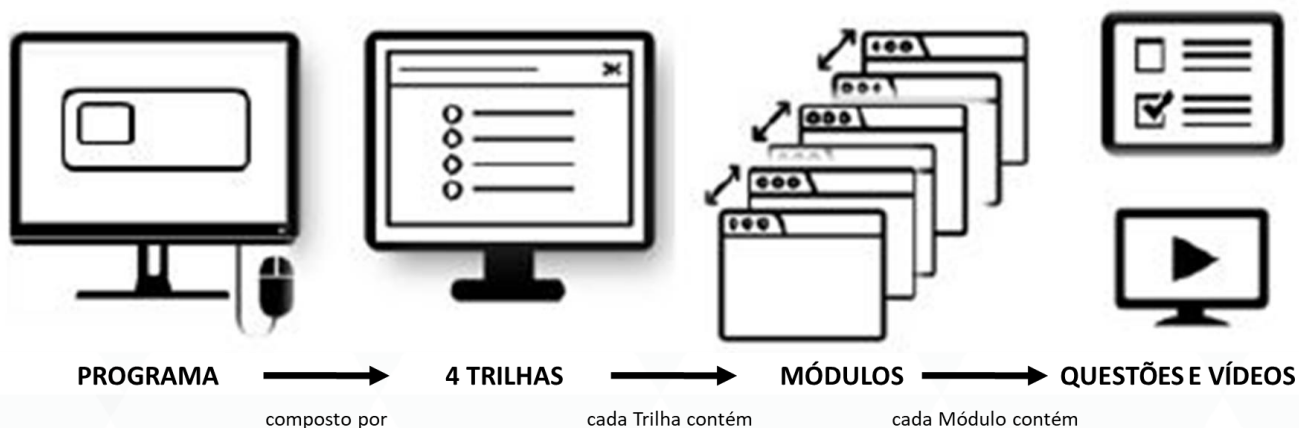 PROGRAMA
4 TRILHAS
MÓDULOS
QUESTÕES E VÍDEOS
composto por
cada Trilha contém
cada Módulo contém